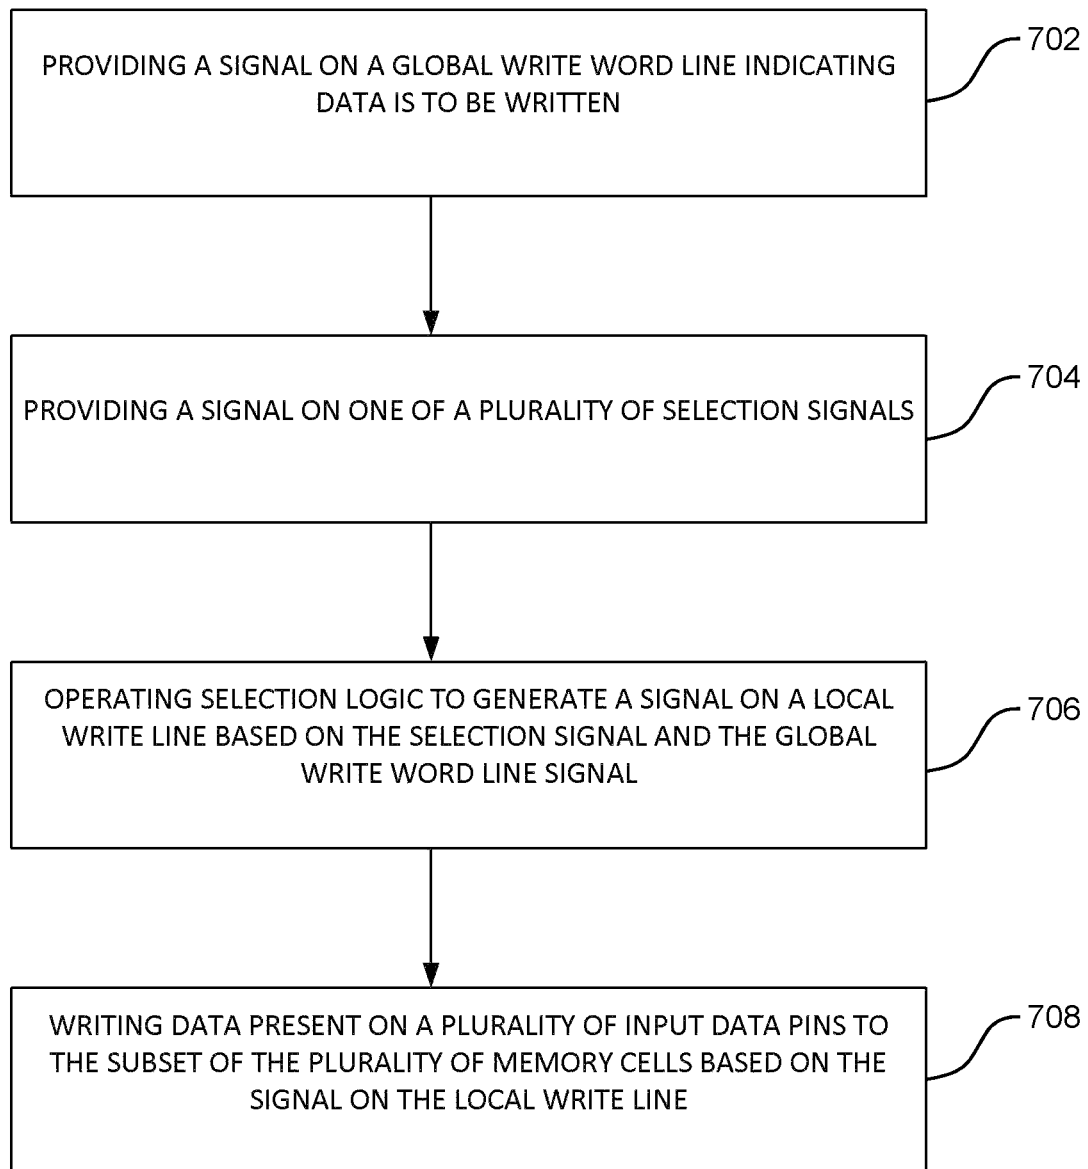 PROVIDING A SIGNAL ON A GLOBAL WRITE WORD LINE INDICATING
DATA IS TO BE WRITTEN
702
PROVIDING A SIGNAL ON ONE OF A PLURALITY OF SELECTION SIGNALS
704
OPERATING SELECTION LOGIC TO GENERATE A SIGNAL ON A LOCAL
WRITE LINE BASED ON THE SELECTION SIGNAL AND THE GLOBAL
WRITE WORD LINE SIGNAL
706
WRITING DATA PRESENT ON A PLURALITY OF INPUT DATA PINS TO
THE SUBSET OF THE PLURALITY OF MEMORY CELLS BASED ON THE
SIGNAL ON THE LOCAL WRITE LINE
708